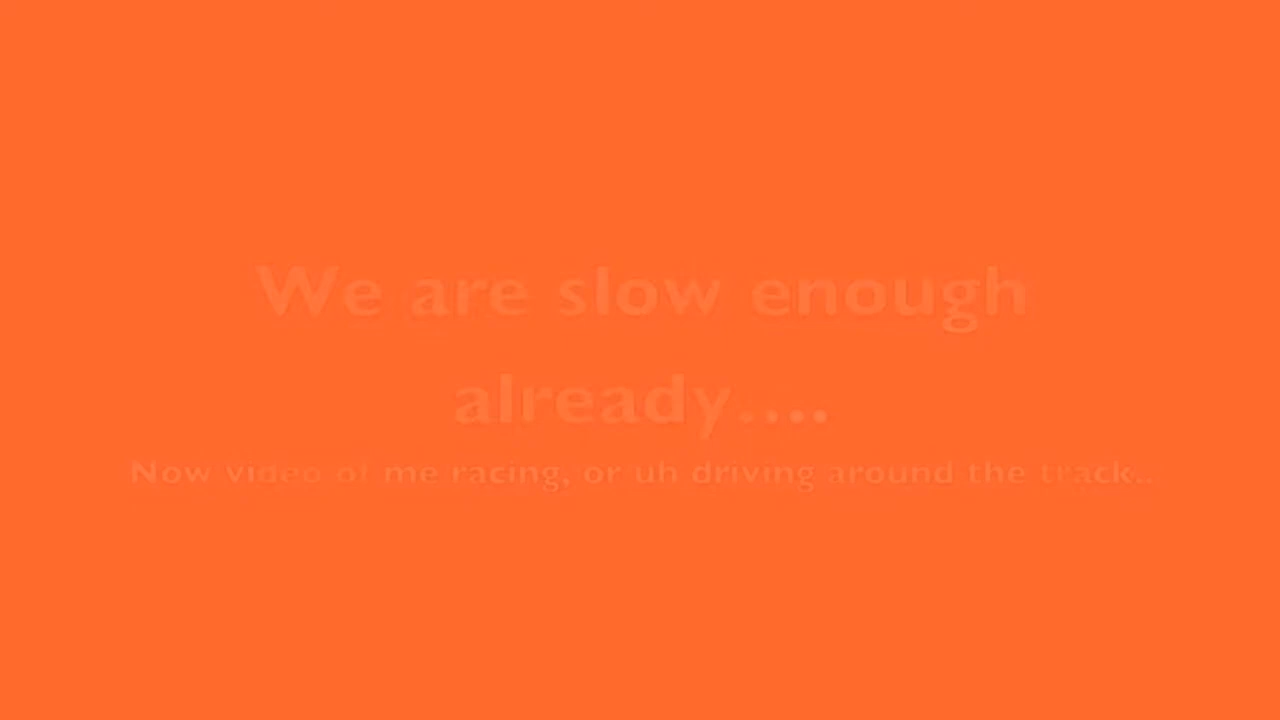 We are slow enough
already....
Now video of me racing, or uh driving around the track..